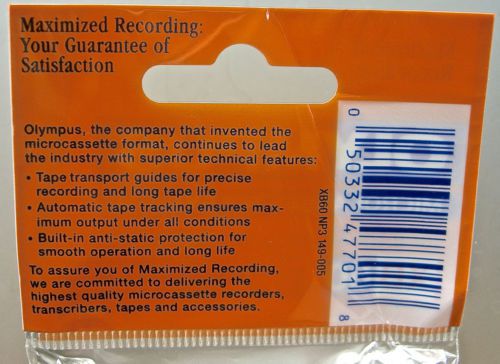 Maximized Recording:
Your Guarantee of
Satisfaction
Olympus, the company that invented the
microcassette format, continues to lead
the industry with superior technical features:
• Tape transport guides for precise
recording and long tape life
• Automatic tape tracking ensures max-
imum output under all conditions
• Built-in anti-static protection for
smooth operation and long life
To assure you of Maximized Recording,
we are committed to delivering the
highest quality microcassette recorders,
transcribers, tapes and accessories.
XB60 NP3 149-005
0 50332 47701 8